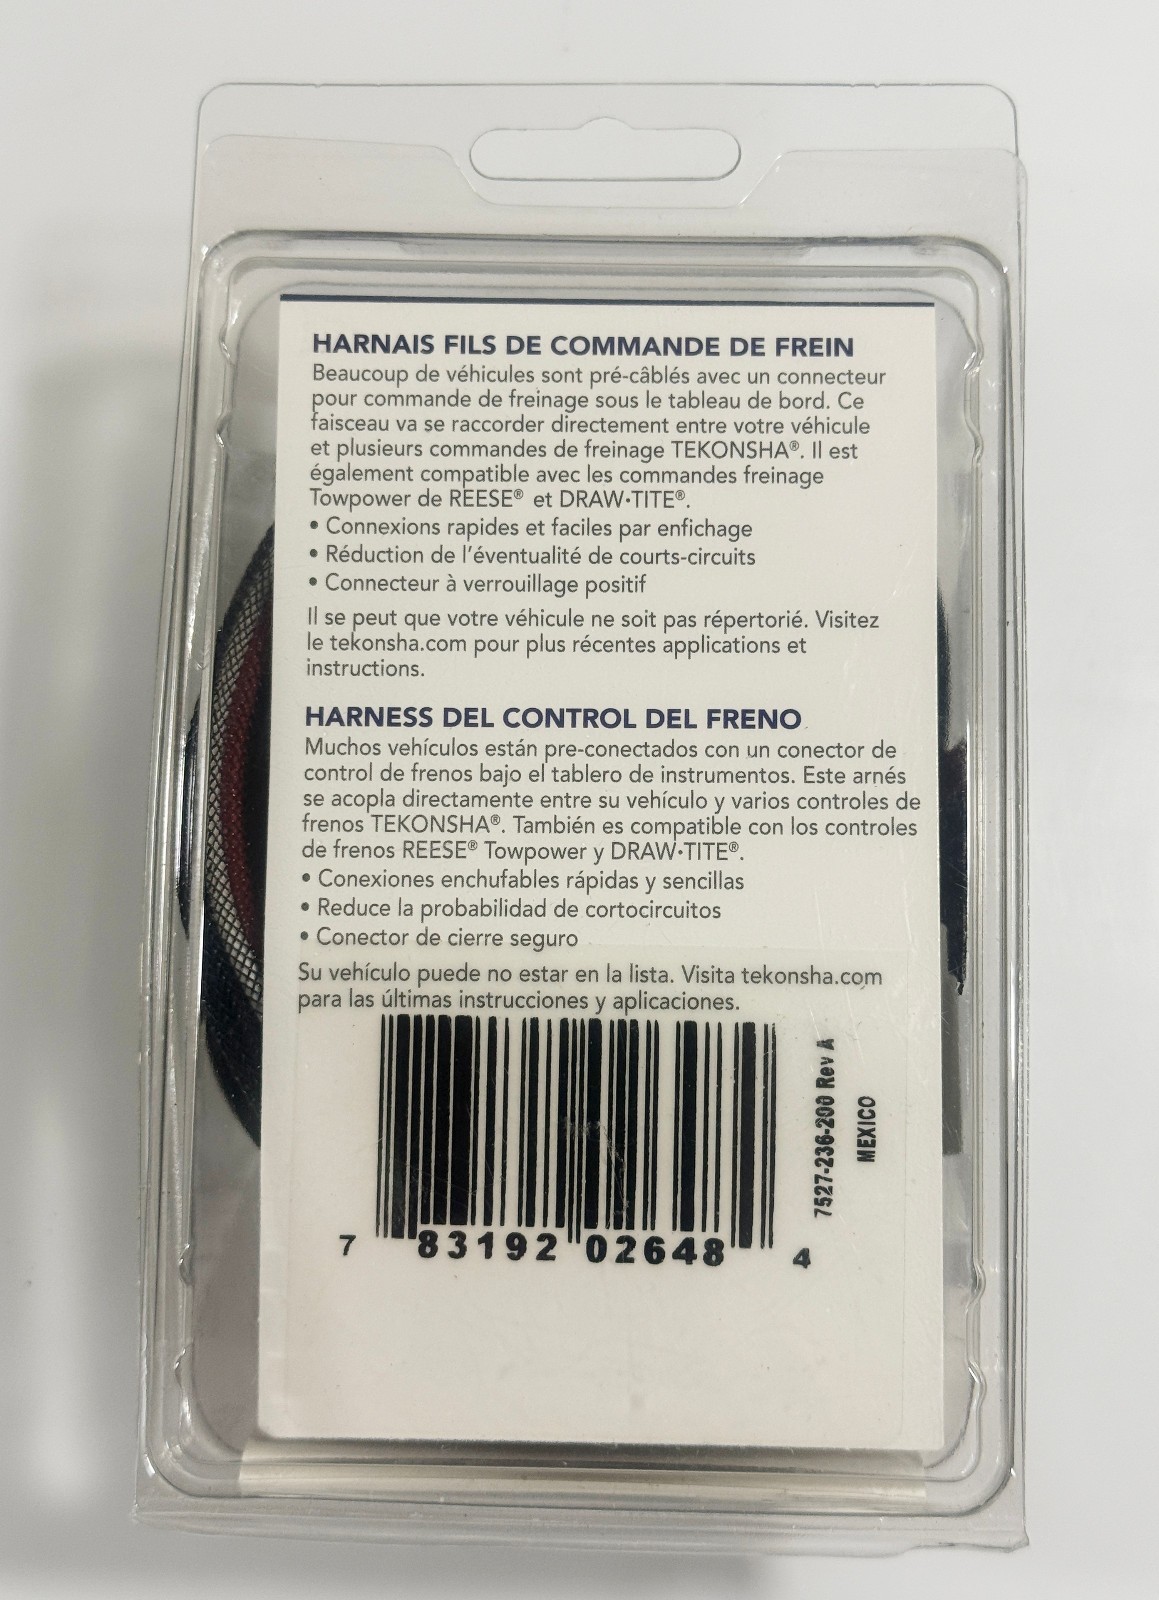 HARNAIS FILS DE COMMANDE DE FREIN
Beaucoup de véhicules sont pré-câblés avec un connecteur
pour commande de freinage sous le tableau de bord. Ce
faisceau va se raccorder directement entre votre véhicule
et plusieurs commandes de freinage TEKONSHA®. Il est
également compatible avec les commandes freinage
Towpower de REESE® et DRAW•TITE®.
• Connexions rapides et faciles par enfichage
• Réduction de l'éventualité de courts-circuits
• Connecteur à verrouillage positif
Il se peut que votre véhicule ne soit pas répertorié. Visitez
le tekonsha.com pour plus récentes applications et
instructions.
HARNESS DEL CONTROL DEL FRENO
Muchos vehículos están pre-conectados con un conector de
control de frenos bajo el tablero de instrumentos. Este arnés
se acopla directamente entre su vehículo y varios controles de
frenos TEKONSHA®. También es compatible con los controles
de frenos REESE® Towpower y DRAW•TITE®.
• Conexiones enchufables rápidas y sencillas
• Reduce la probabilidad de cortocircuitos
• Conector de cierre seguro
Su vehículo puede no estar en la lista. Visita tekonsha.com
para las últimas instrucciones y aplicaciones.
7 83192 02648 4
7527-236-200 Rev A
MEXICO